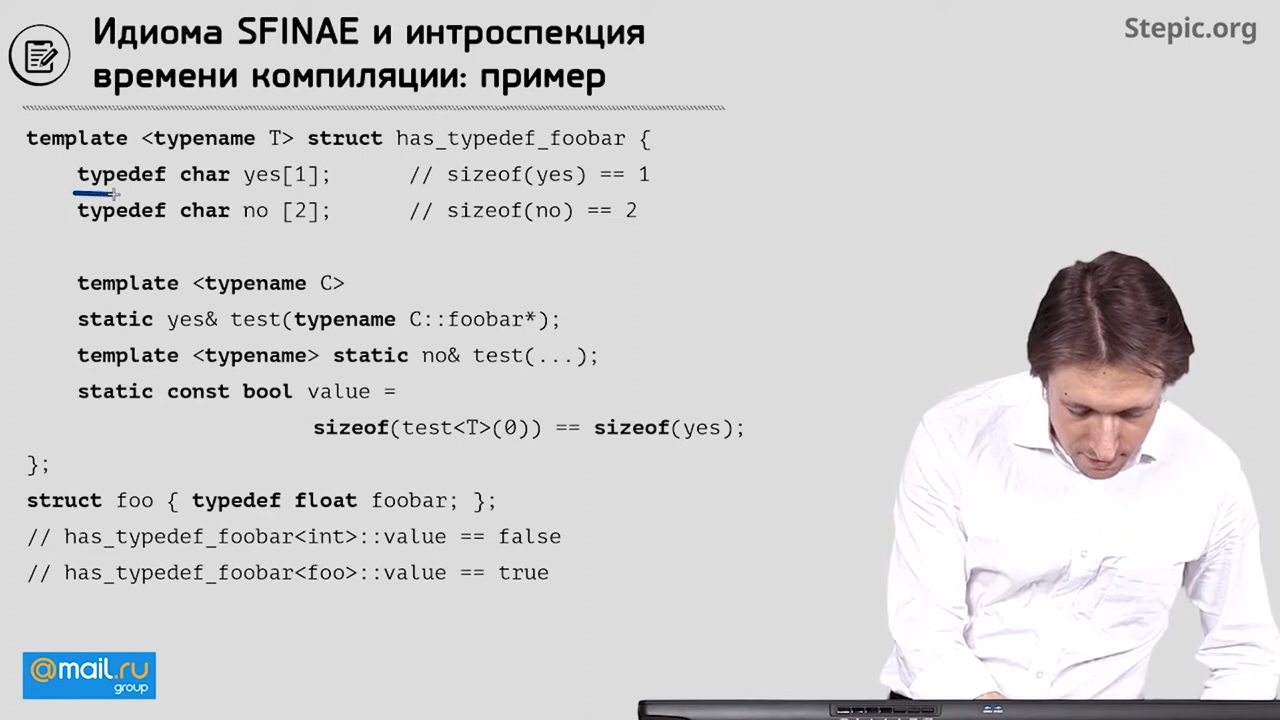 Идиома SFINAE и интроспекция
времени компиляции: пример
Stepic.org
template <typename T> struct has_typedef_foobar {
    typedef char yes[1];      // sizeof(yes) == 1
    typedef char no [2];      // sizeof(no) == 2
    template <typename C>
    static yes& test(typename C::foobar*);
    template <typename> static no& test(...);
    static const bool value =
                       sizeof(test<T>(0)) == sizeof(yes);
};
struct foo { typedef float foobar; };
// has_typedef_foobar<int>::value == false
// has_typedef_foobar<foo>::value == true
@mail.ru
group